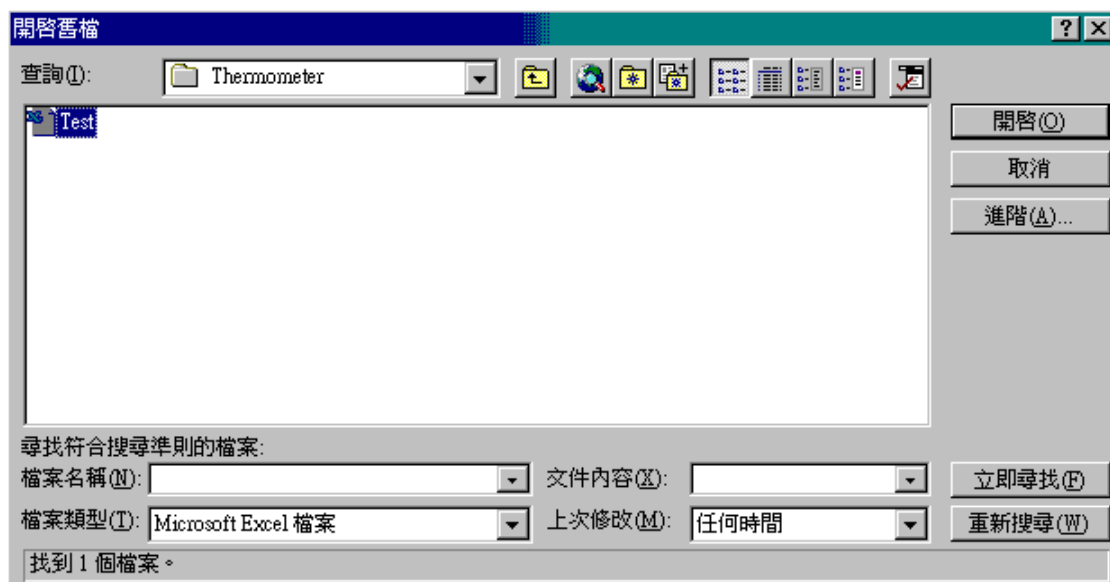 開啓舊檔
查詢(I): Thermometer
Test
開啓(O)
取消
進階(A)...
尋找符合搜尋準則的檔案:
檔案名稱(N): 文件內容(X): 立即尋找(F)
檔案類型(T): Microsoft Excel 檔案 上次修改(M): 任何時間 重新搜尋(W)
找到 1 個檔案。